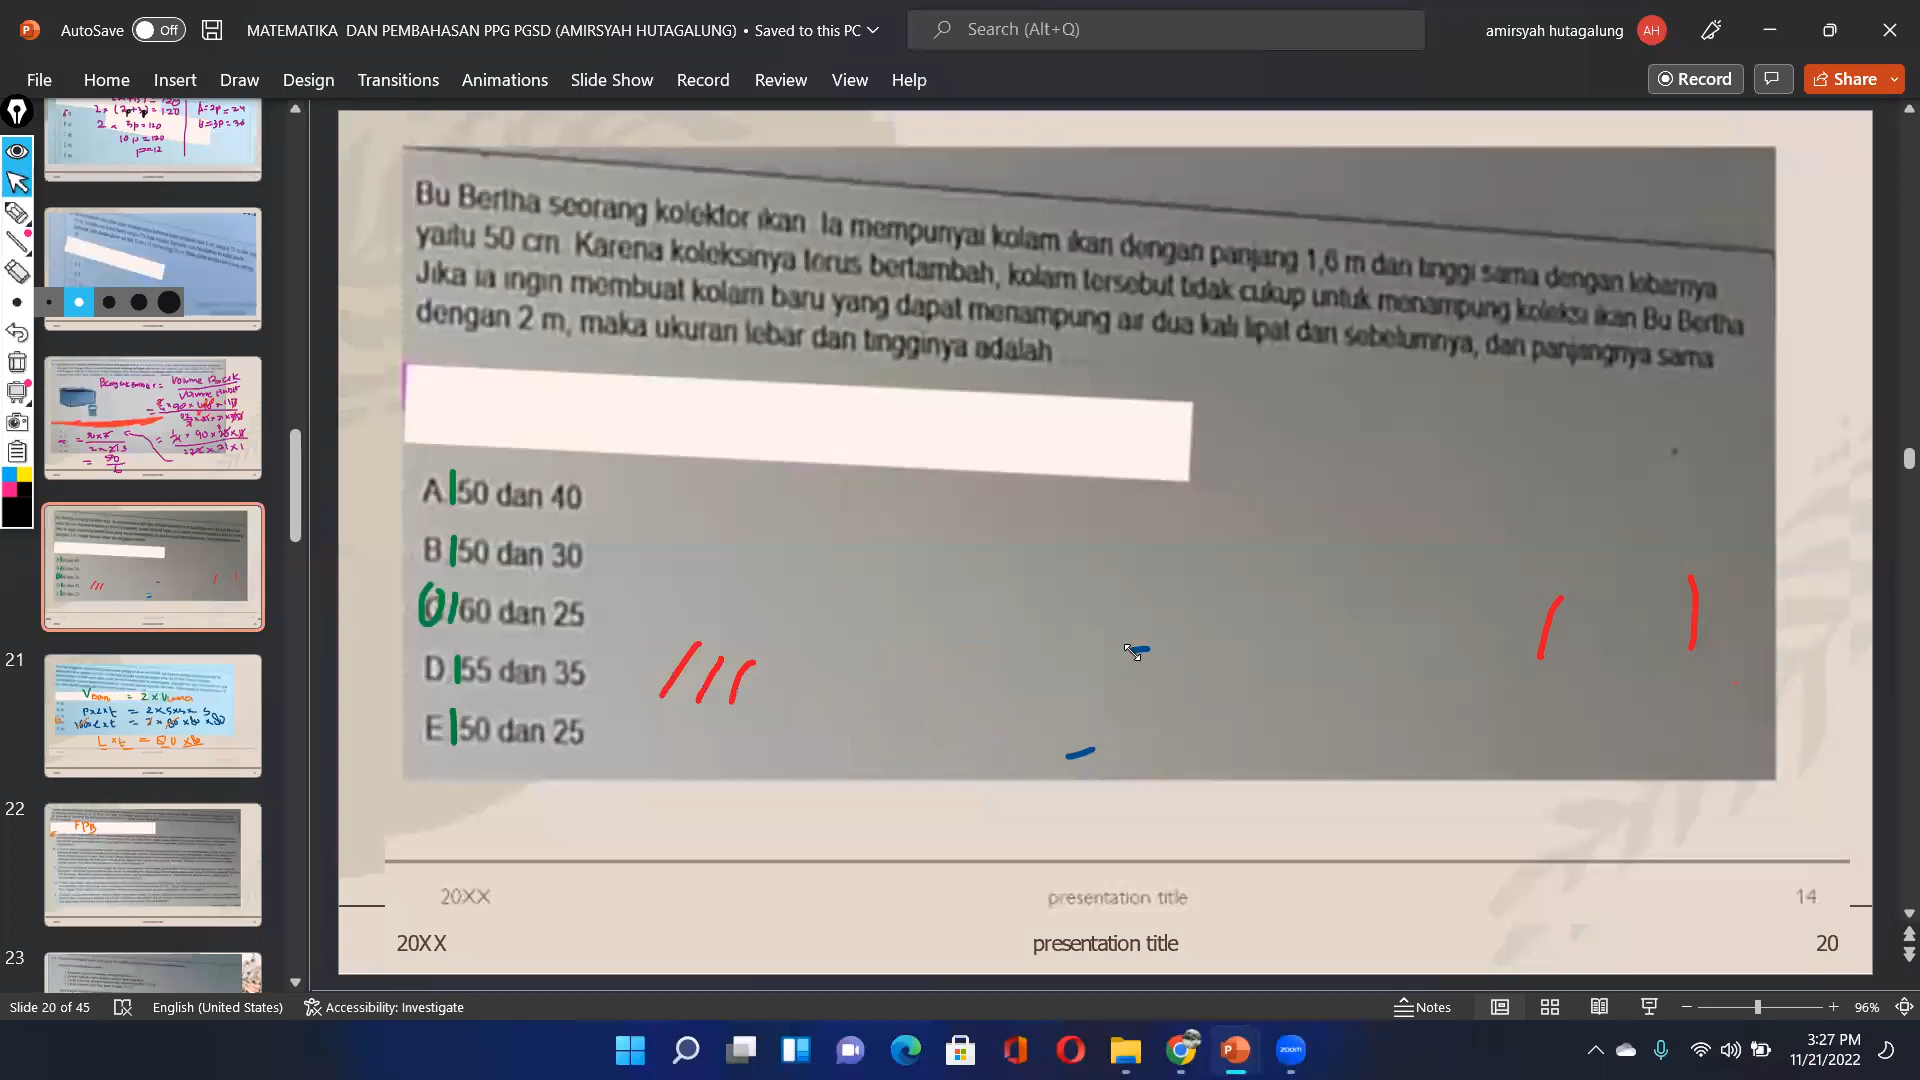 AutoSave Off MATEMATIKA DAN PEMBAHASAN PPG PGSD (AMIRSYAH HUTAGALUNG) • Saved to this PC Search (Alt+Q) amirsyah hutagalung AH
File Home Insert Draw Design Transitions Animations Slide Show Record Review View Help Record Share
Bu Bertha seorang kolektor ikan. Ia mempunyai kolam ikan dengan panjang 1,6 m dan tinggi sama dengan lebarnya
yaitu 50 cm. Karena koleksinya terus bertambah, kolam tersebut tidak cukup untuk menampung koleksi ikan Bu Bertha
Jika ia ingin membuat kolam baru yang dapat menampung air dua kali lipat dari sebelumnya, dan panjangnya sama
dengan 2 m, maka ukuran lebar dan tingginya adalah
A 50 dan 40
B 50 dan 30
C 60 dan 25
D 55 dan 35
E 50 dan 25
20XX presentation title 14
20XX presentation title 20
21
22
FPB
23
Slide 20 of 45 English (United States) Accessibility: Investigate Notes 96%
zoom
3:27 PM
11/21/2022